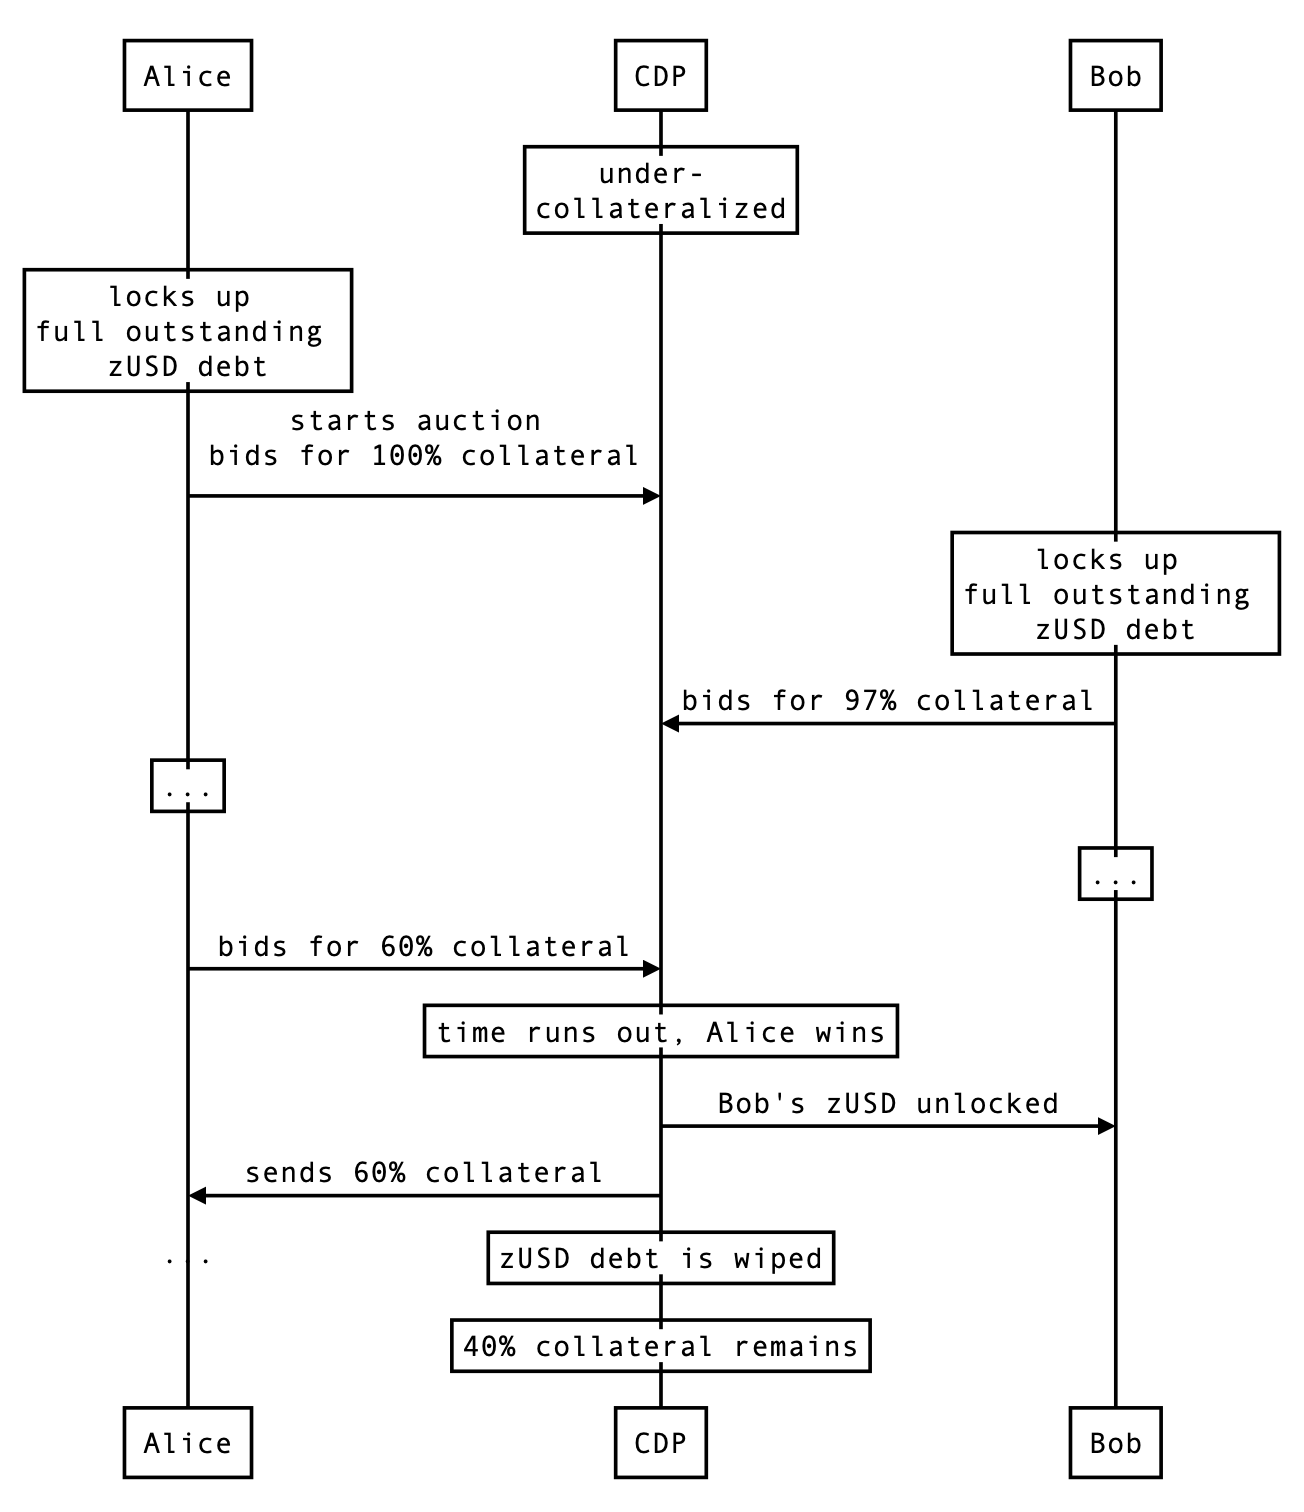 Alice
CDP
Bob
under-
collateralized
locks up
full outstanding
zUSD debt
starts auction
bids for 100% collateral
locks up
full outstanding
zUSD debt
bids for 97% collateral
...
...
bids for 60% collateral
time runs out, Alice wins
Bob's zUSD unlocked
sends 60% collateral
...
zUSD debt is wiped
40% collateral remains
Alice
CDP
Bob